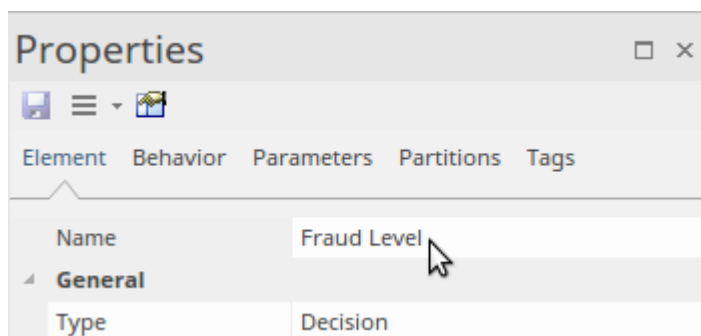 Properties
Element Behavior Parameters Partitions Tags
Name Fraud Level
General
Type Decision